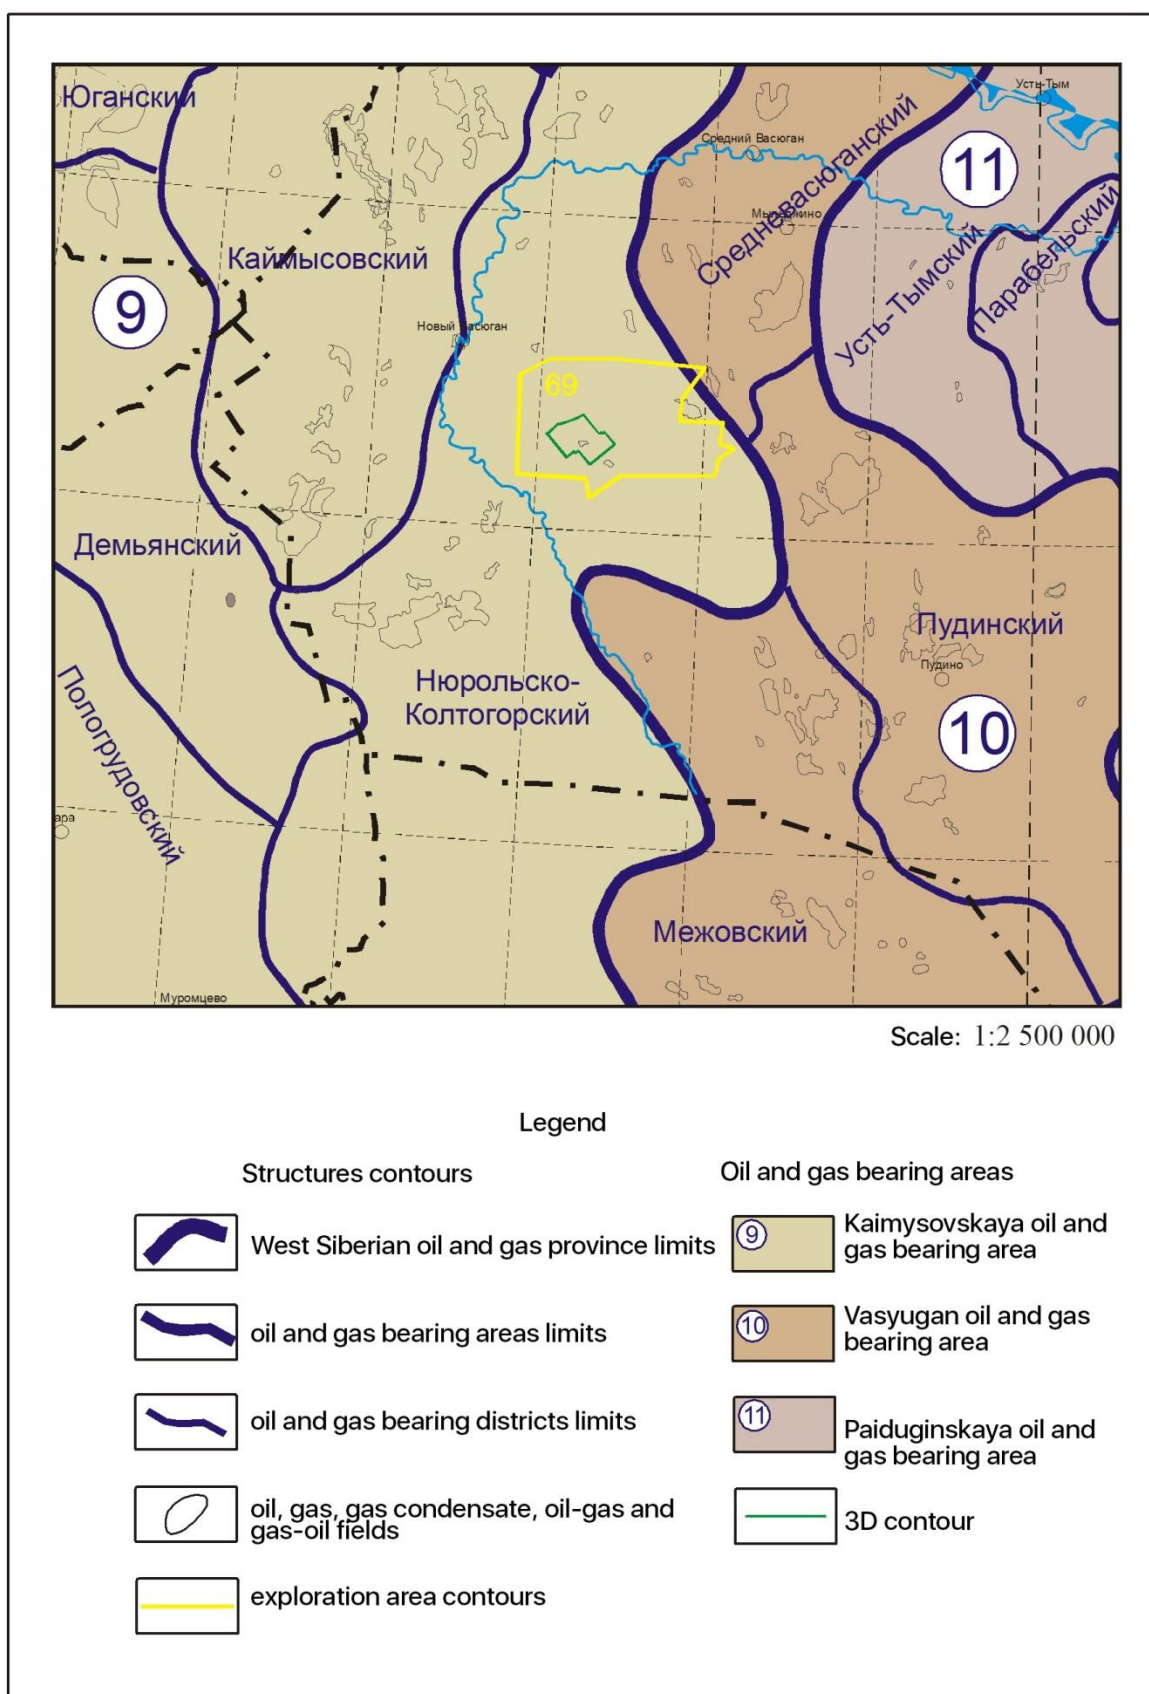 Юганский
Усть-Тым
Средний Васюган
11
Средневасюганский
Парабельский
Каймысовский
Усть-Тымский
9
Новый Васюган
69
Демьянский
Пудинский
Пудино
Нюрольско-
Колтогорский
Пологрудовский
10
ара
Межовский
Муромцево
Scale: 1:2 500 000
Legend
Structures contours
Oil and gas bearing areas
West Siberian oil and gas province limits
9
Kaimysovskaya oil and
gas bearing area
oil and gas bearing areas limits
10
Vasyugan oil and gas
bearing area
oil and gas bearing districts limits
11
Paiduginskaya oil and
gas bearing area
oil, gas, gas condensate, oil-gas and
gas-oil fields
3D contour
exploration area contours